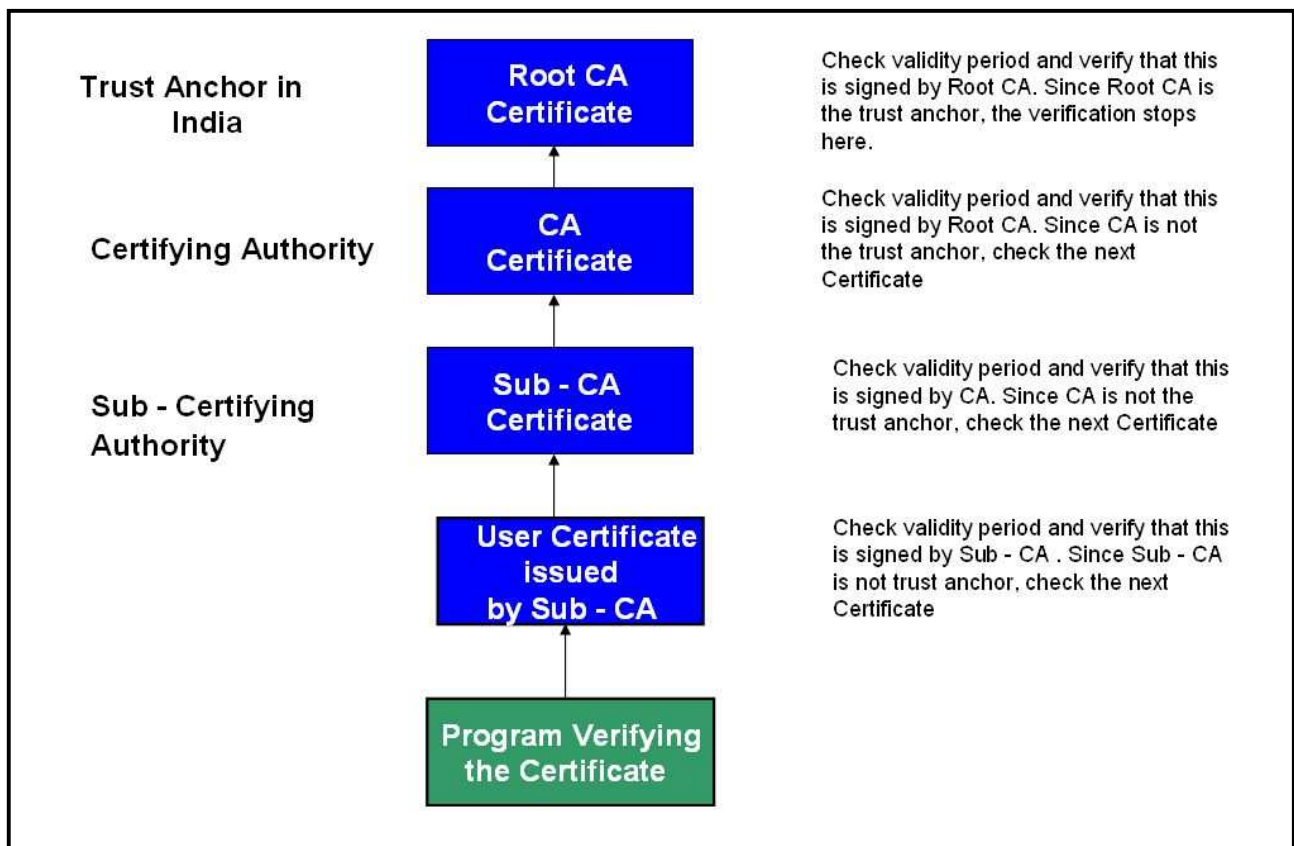 Trust Anchor in
India
Root CA
Certificate
Check validity period and verify that this
is signed by Root CA. Since Root CA is
the trust anchor, the verification stops
here.
Certifying Authority
CA
Certificate
Check validity period and verify that this
is signed by Root CA. Since CA is not
the trust anchor, check the next
Certificate
Sub - Certifying
Authority
Sub - CA
Certificate
Check validity period and verify that this
is signed by CA. Since CA is not the
trust anchor, check the next Certificate
User Certificate
issued
by Sub - CA
Check validity period and verify that this
is signed by Sub - CA . Since Sub - CA
is not trust anchor, check the next
Certificate
Program Verifying
the Certificate